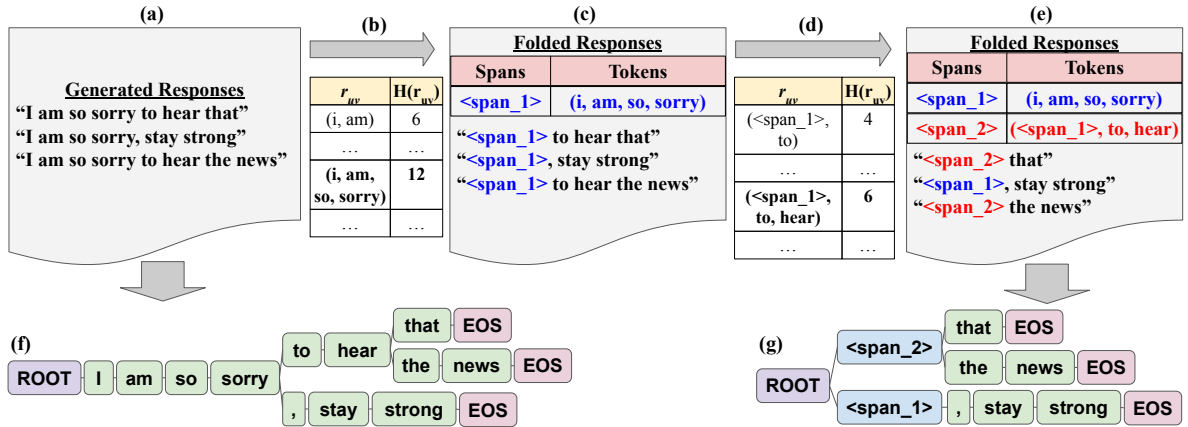 (a)
Generated Responses
“I am so sorry to hear that”
“I am so sorry, stay strong”
“I am so sorry to hear the news”
(b)
r_uv H(r_uv)
(i, am) 6
... ...
(i, am, 12
so, sorry)
... ...
... ...
(c)
Folded Responses
Spans Tokens
<span_1> (i, am, so, sorry)
“<span_1> to hear that”
“<span_1>, stay strong”
“<span_1> to hear the news”
(d)
r_uv H(r_uv)
(<span_1>, 4
to)
... ...
(<span_1>, 6
to, hear)
... ...
(e)
Folded Responses
Spans Tokens
<span_1> (i, am, so, sorry)
<span_2> (<span_1>, to, hear)
“<span_2> that”
“<span_1>, stay strong”
“<span_2> the news”
(f)
ROOT I am so sorry
to hear
that EOS
the news EOS
, stay strong EOS
(g)
ROOT
<span_2>
that EOS
the news EOS
<span_1> , stay strong EOS